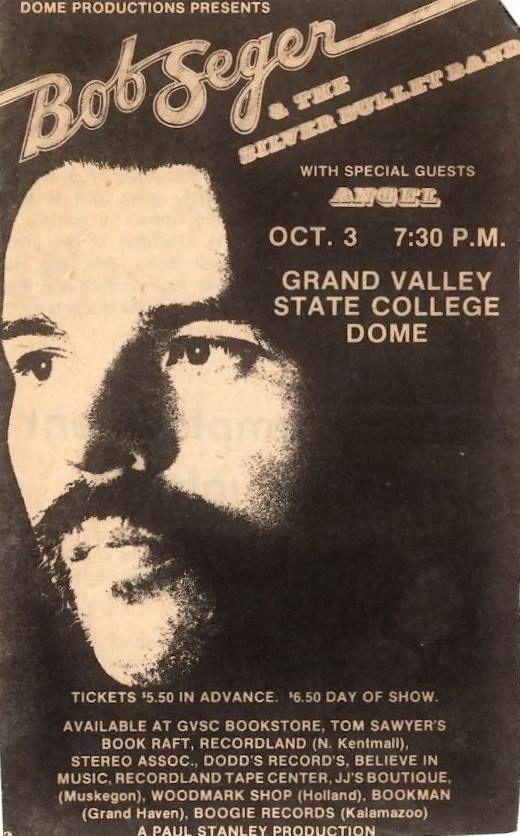 DOME PRODUCTIONS PRESENTS
Bob Seger
& THE
SILVER BULLET BAND
WITH SPECIAL GUESTS
ANGEL
OCT. 3 7:30 P.M.
GRAND VALLEY
STATE COLLEGE
DOME
TICKETS $5.50 IN ADVANCE. $6.50 DAY OF SHOW.
AVAILABLE AT GVSC BOOKSTORE, TOM SAWYER'S
BOOK RAFT, RECORDLAND (N. Kentmall),
STEREO ASSOC., DODD'S RECORD'S, BELIEVE IN
MUSIC, RECORDLAND TAPE CENTER, JJ'S BOUTIQUE,
(Muskegon), WOODMARK SHOP (Holland), BOOKMAN
(Grand Haven), BOOGIE RECORDS (Kalamazoo)
A PAUL STANLEY PRODUCTION